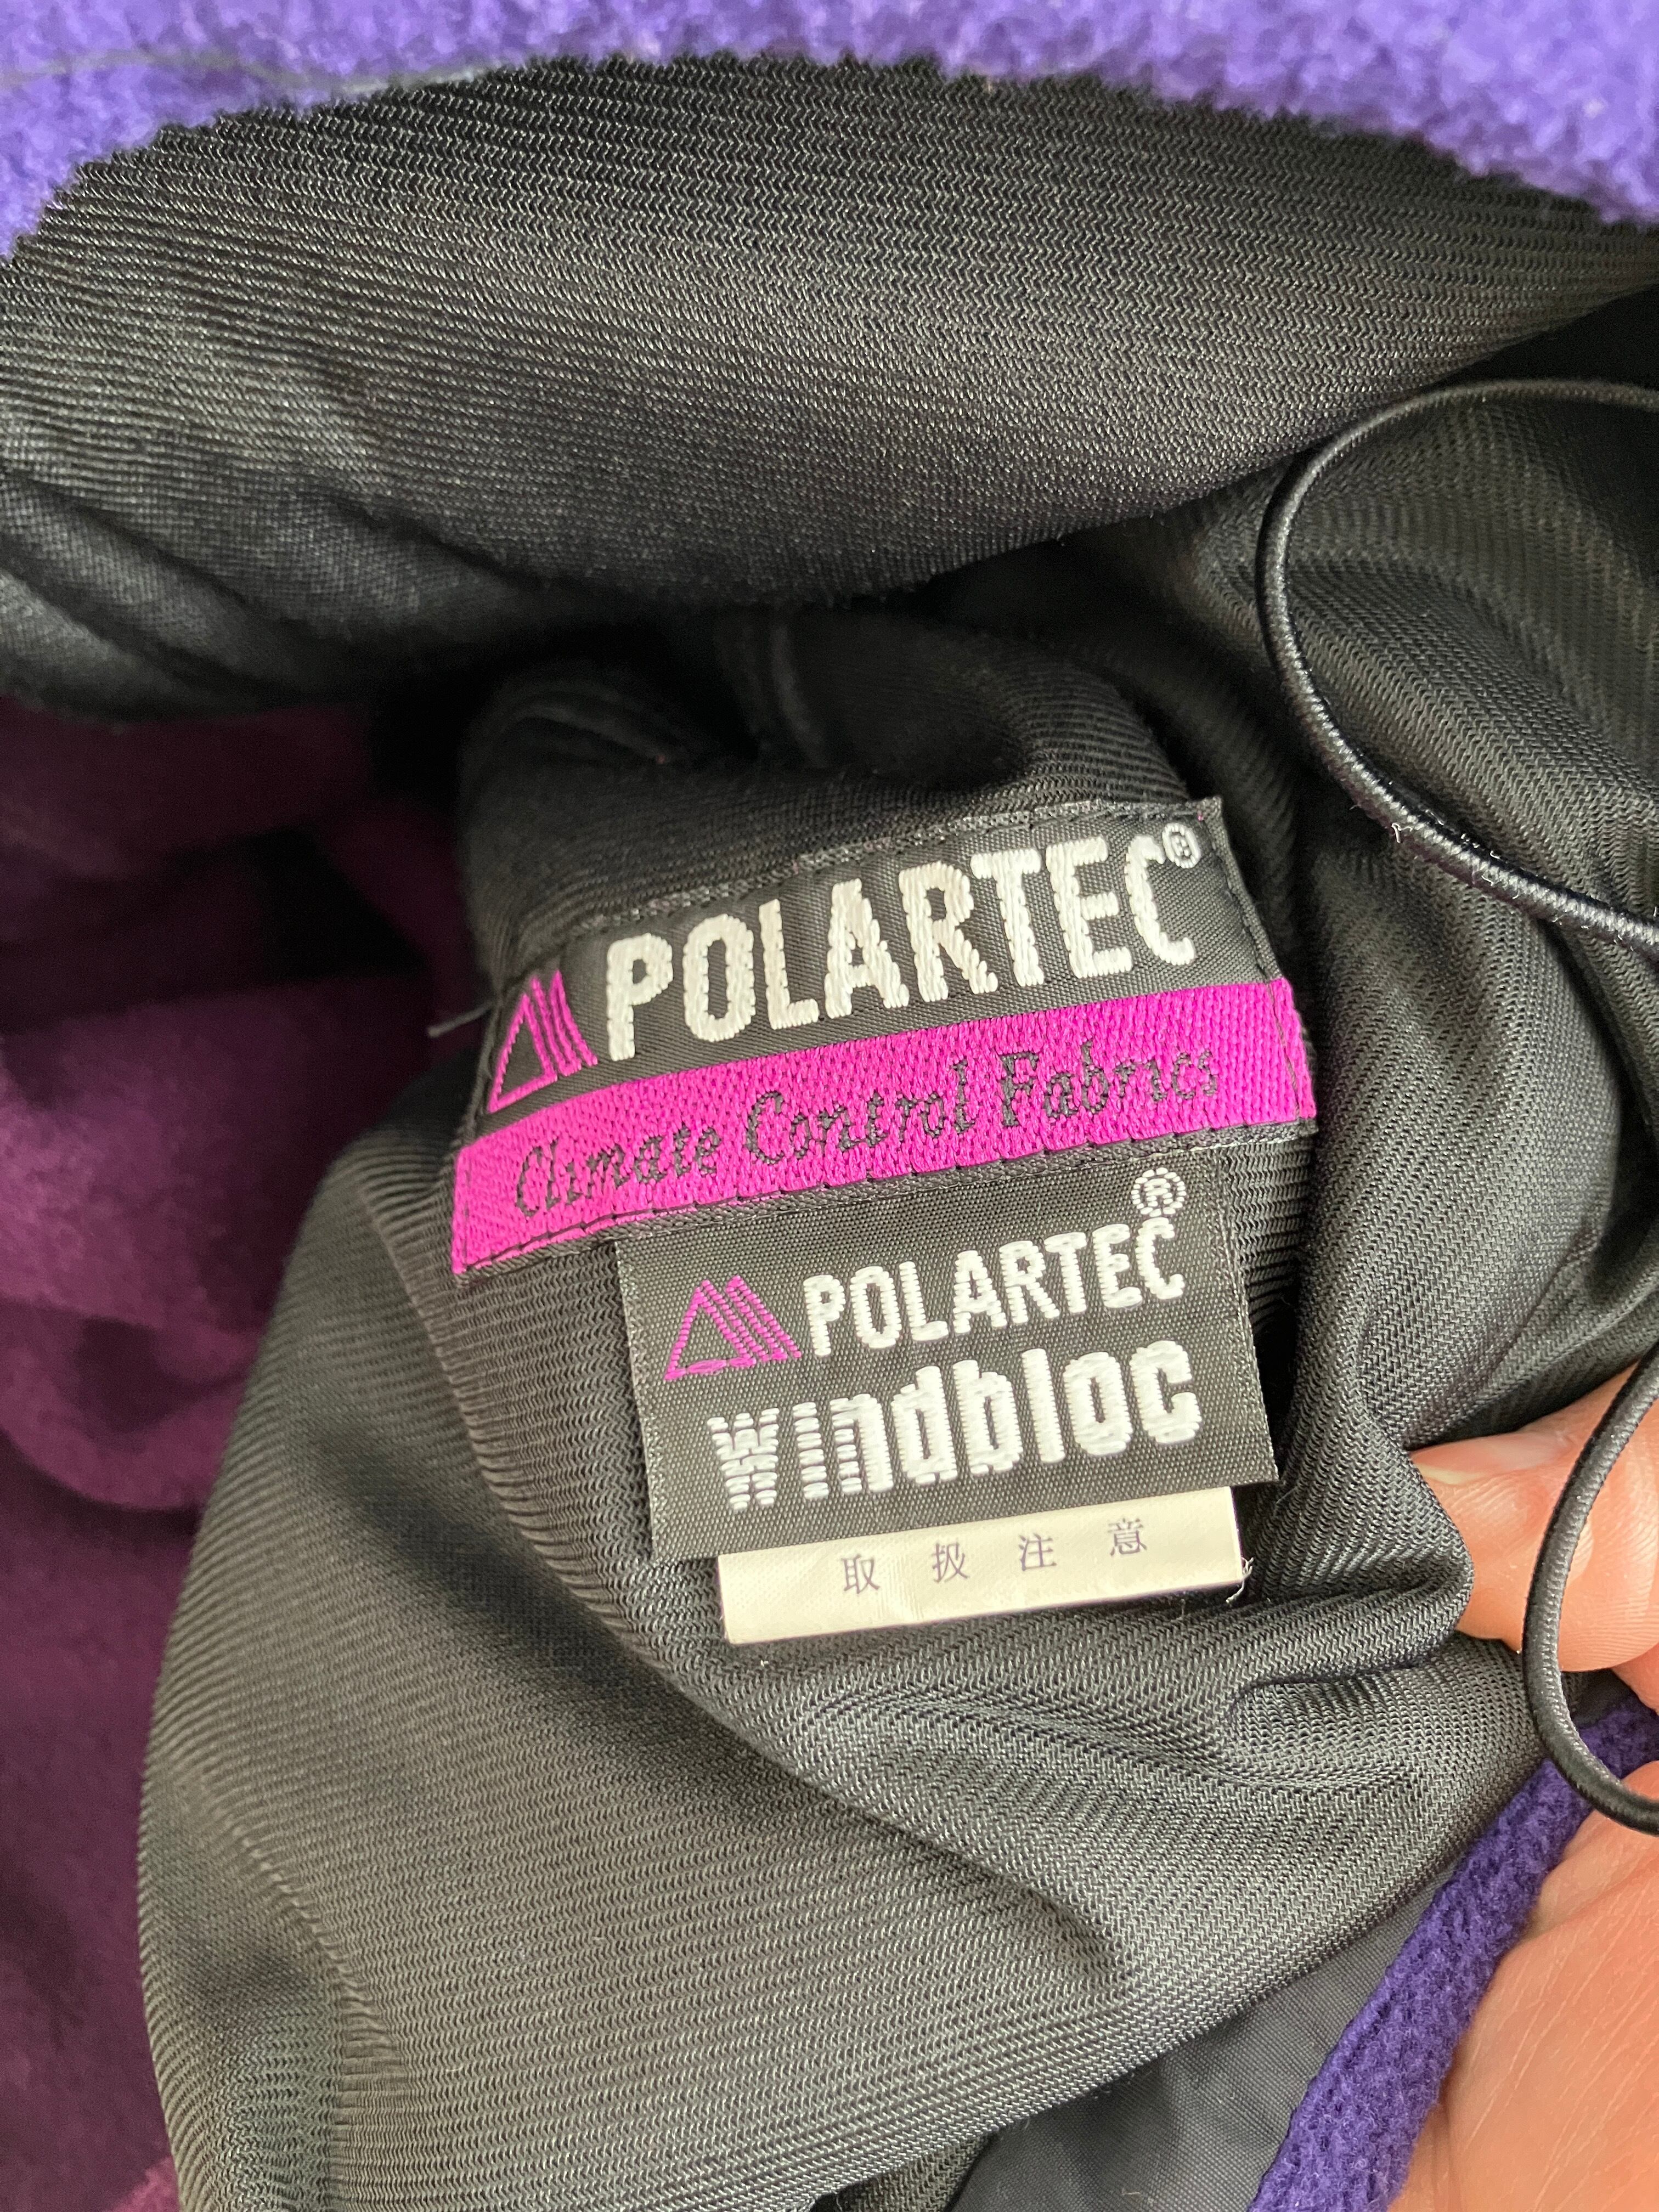 POLARTEC®
Climate Control Fabrics
POLARTEC®
windbloc
取扱注意